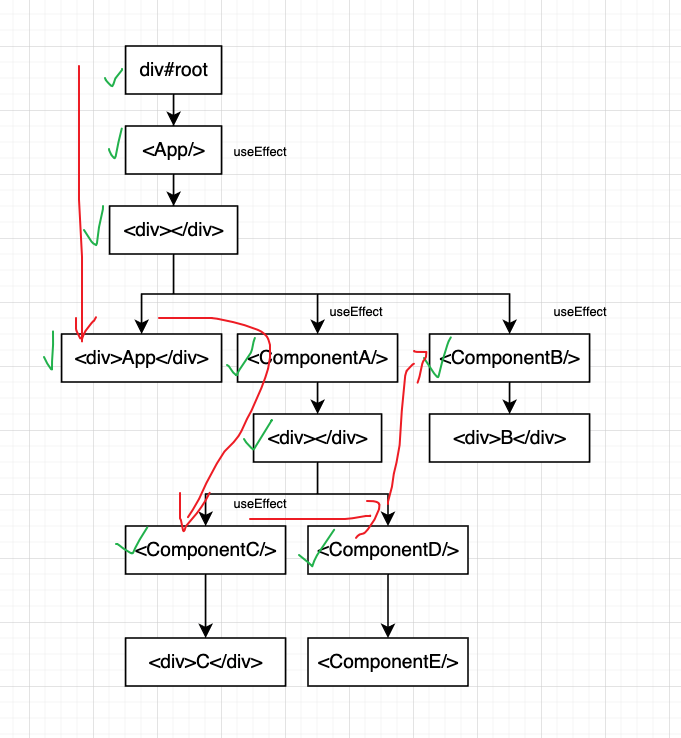 div#root
<App/>
useEffect
<div></div>
useEffect
useEffect
<div>App</div>
<ComponentA/>
<ComponentB/>
<div></div>
<div>B</div>
useEffect
<ComponentC/>
<ComponentD/>
<div>C</div>
<ComponentE/>